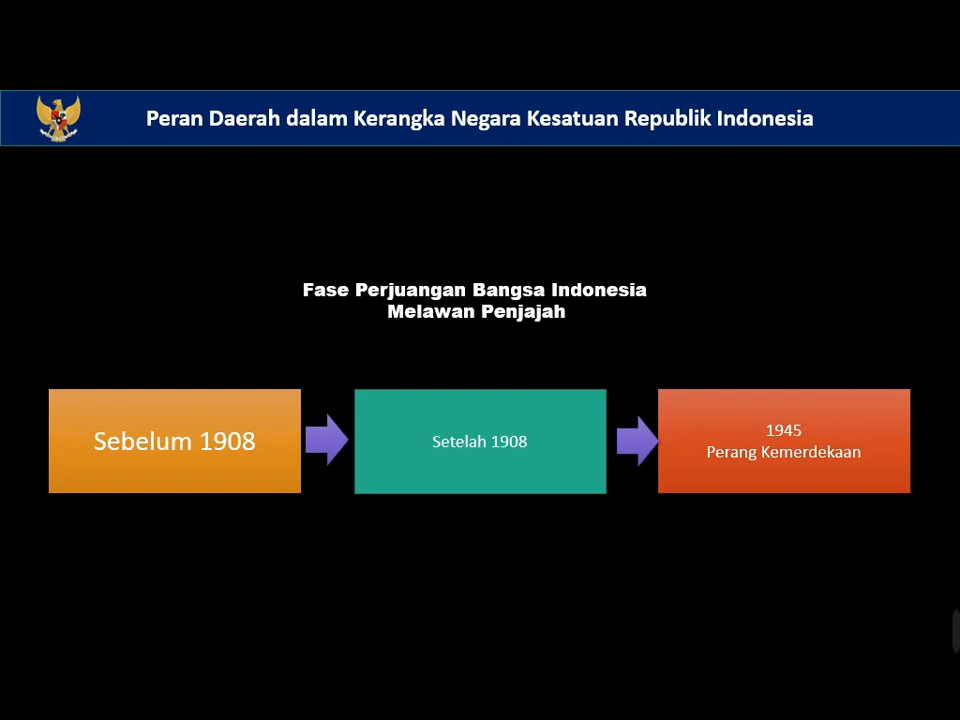 Peran Daerah dalam Kerangka Negara Kesatuan Republik Indonesia
Fase Perjuangan Bangsa Indonesia
Melawan Penjajah
Sebelum 1908
Setelah 1908
1945
Perang Kemerdekaan